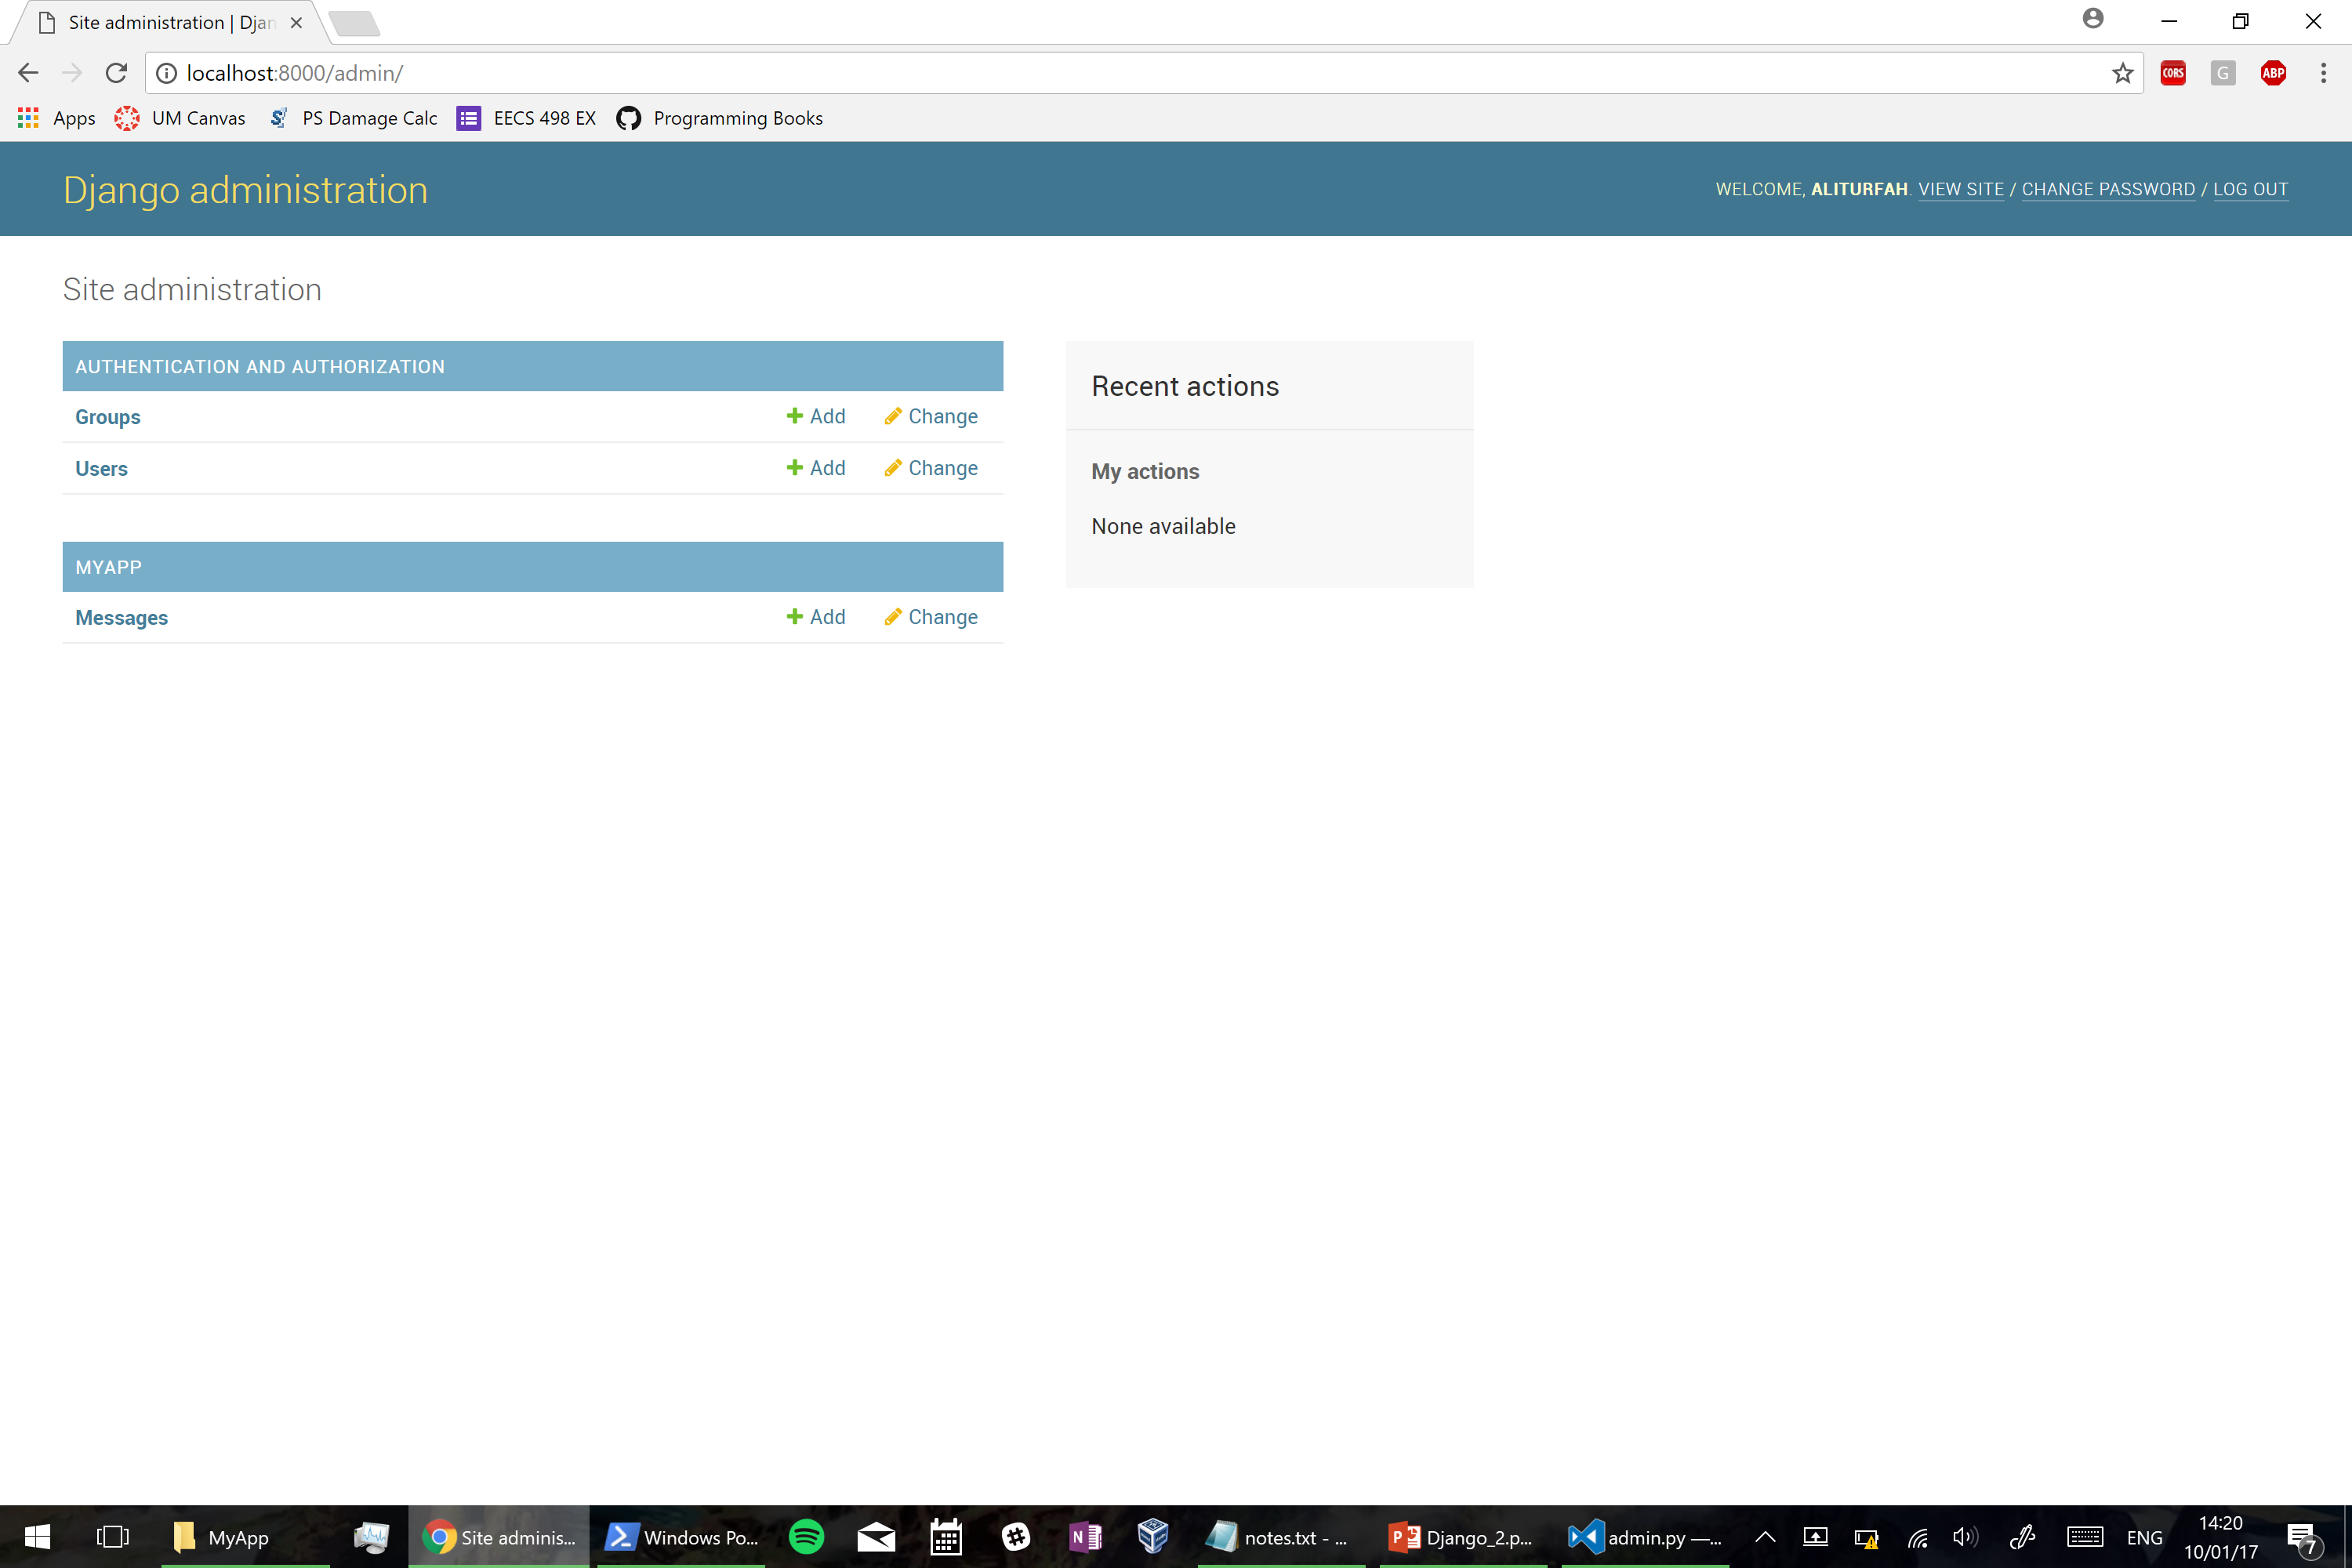 Site administration | Djan
localhost:8000/admin/
CORS
G
ABP
Apps
UM Canvas
PS Damage Calc
EECS 498 EX
Programming Books
Django administration
WELCOME, ALITURFAH. VIEW SITE / CHANGE PASSWORD / LOG OUT
Site administration
AUTHENTICATION AND AUTHORIZATION
Groups Add Change
Users Add Change
MYAPP
Messages Add Change
Recent actions
My actions
None available
MyApp
Site adminis...
Windows Po...
notes.txt - ...
Django_2.p...
admin.py —...
ENG
14:20
10/01/17
7